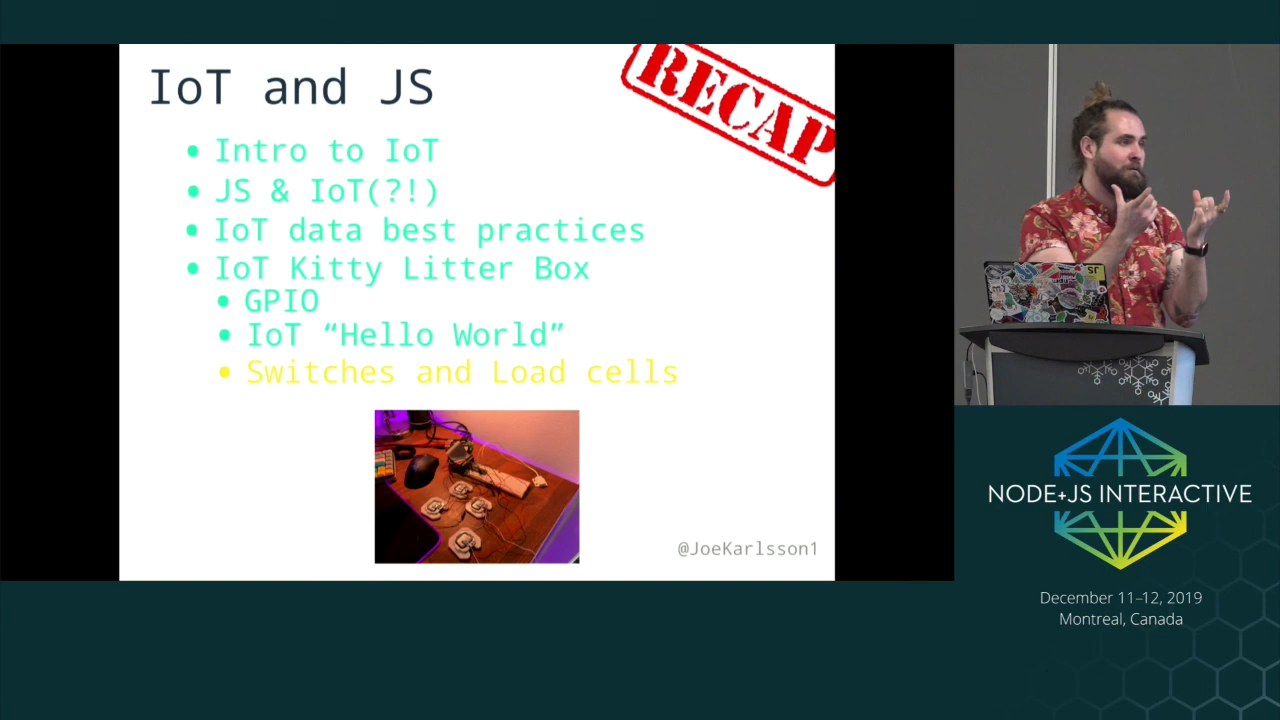 IoT and JS
RECAP
• Intro to IoT
• JS & IoT(?!)
• IoT data best practices
• IoT Kitty Litter Box
• GPIO
• IoT “Hello World”
• Switches and Load cells
@JoeKarlsson1
JS
NODE+JS INTERACTIVE
December 11–12, 2019
Montreal, Canada